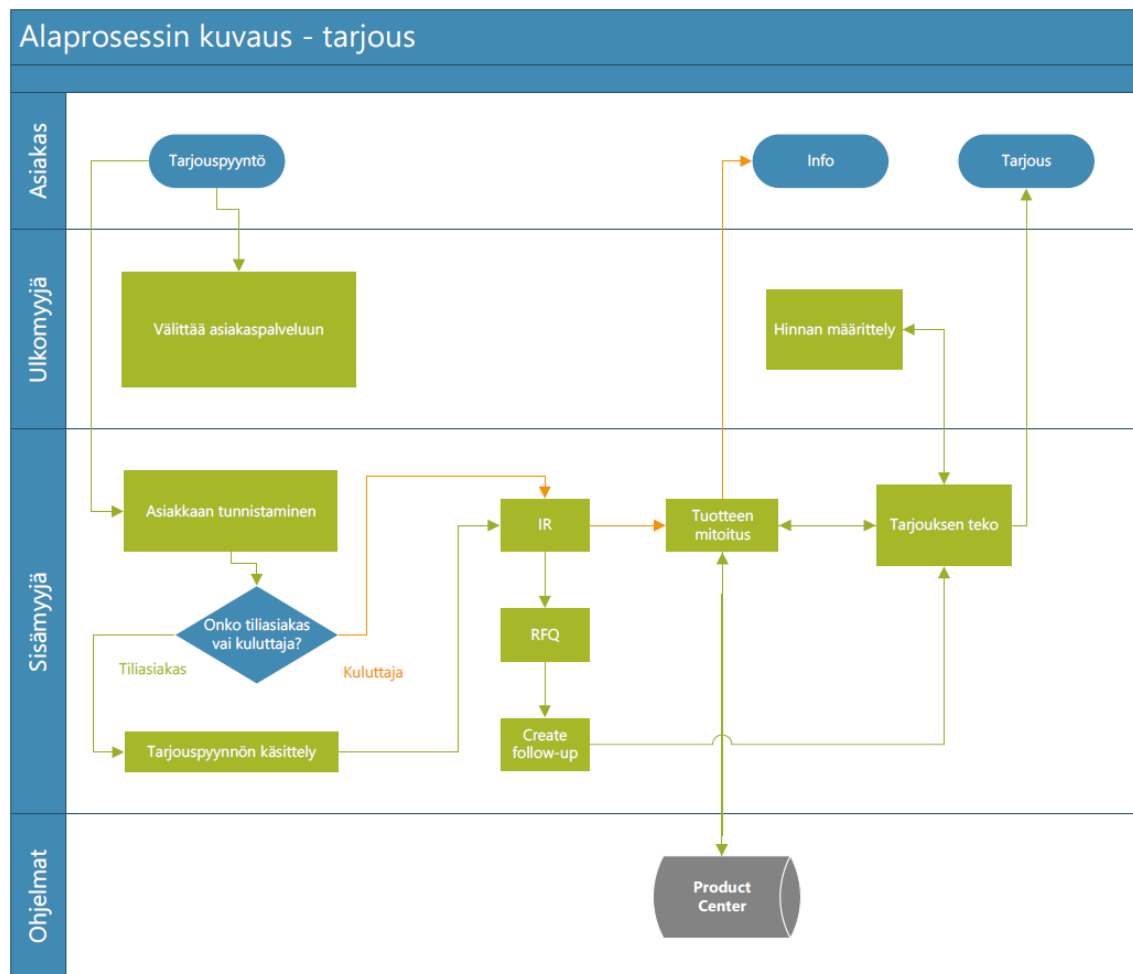 Alaprosessin kuvaus - tarjous
Asiakas
Tarjouspyyntö
Info
Tarjous
Ulkomyyjä
Välittää asiakaspalveluun
Hinnan määrittely
Sisämyyjä
Asiakkaan tunnistaminen
IR
Tuotteen
mitoitus
Tarjouksen teko
Onko tiliasiakas
vai kuluttaja?
RFQ
Tiliasiakas
Kuluttaja
Tarjouspyynnön käsittely
Create
follow-up
Ohjelmat
Product
Center